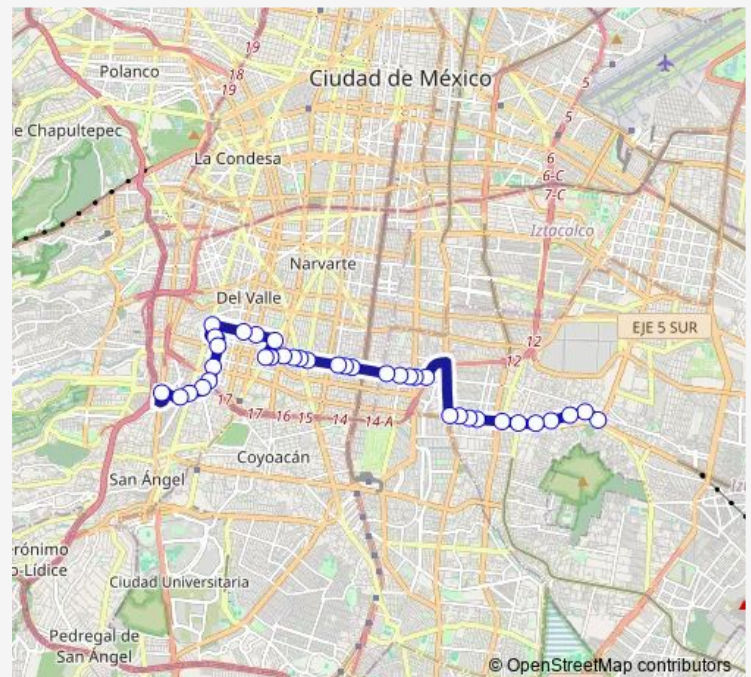 19
Polanco
18
19
Ciudad de México
5
5
e Chapultepec
La Condesa
6
6-C
7-C
Iztacalco
Narvarte
Del Valle
EJE 5 SUR
12
12
17
17
16
15
14
14-A
Coyoacán
San Ángel
Iz
erónimo
o-Lídice
Ciudad Universitaria
Pedregal de
San Ángel
© OpenStreetMap contributors